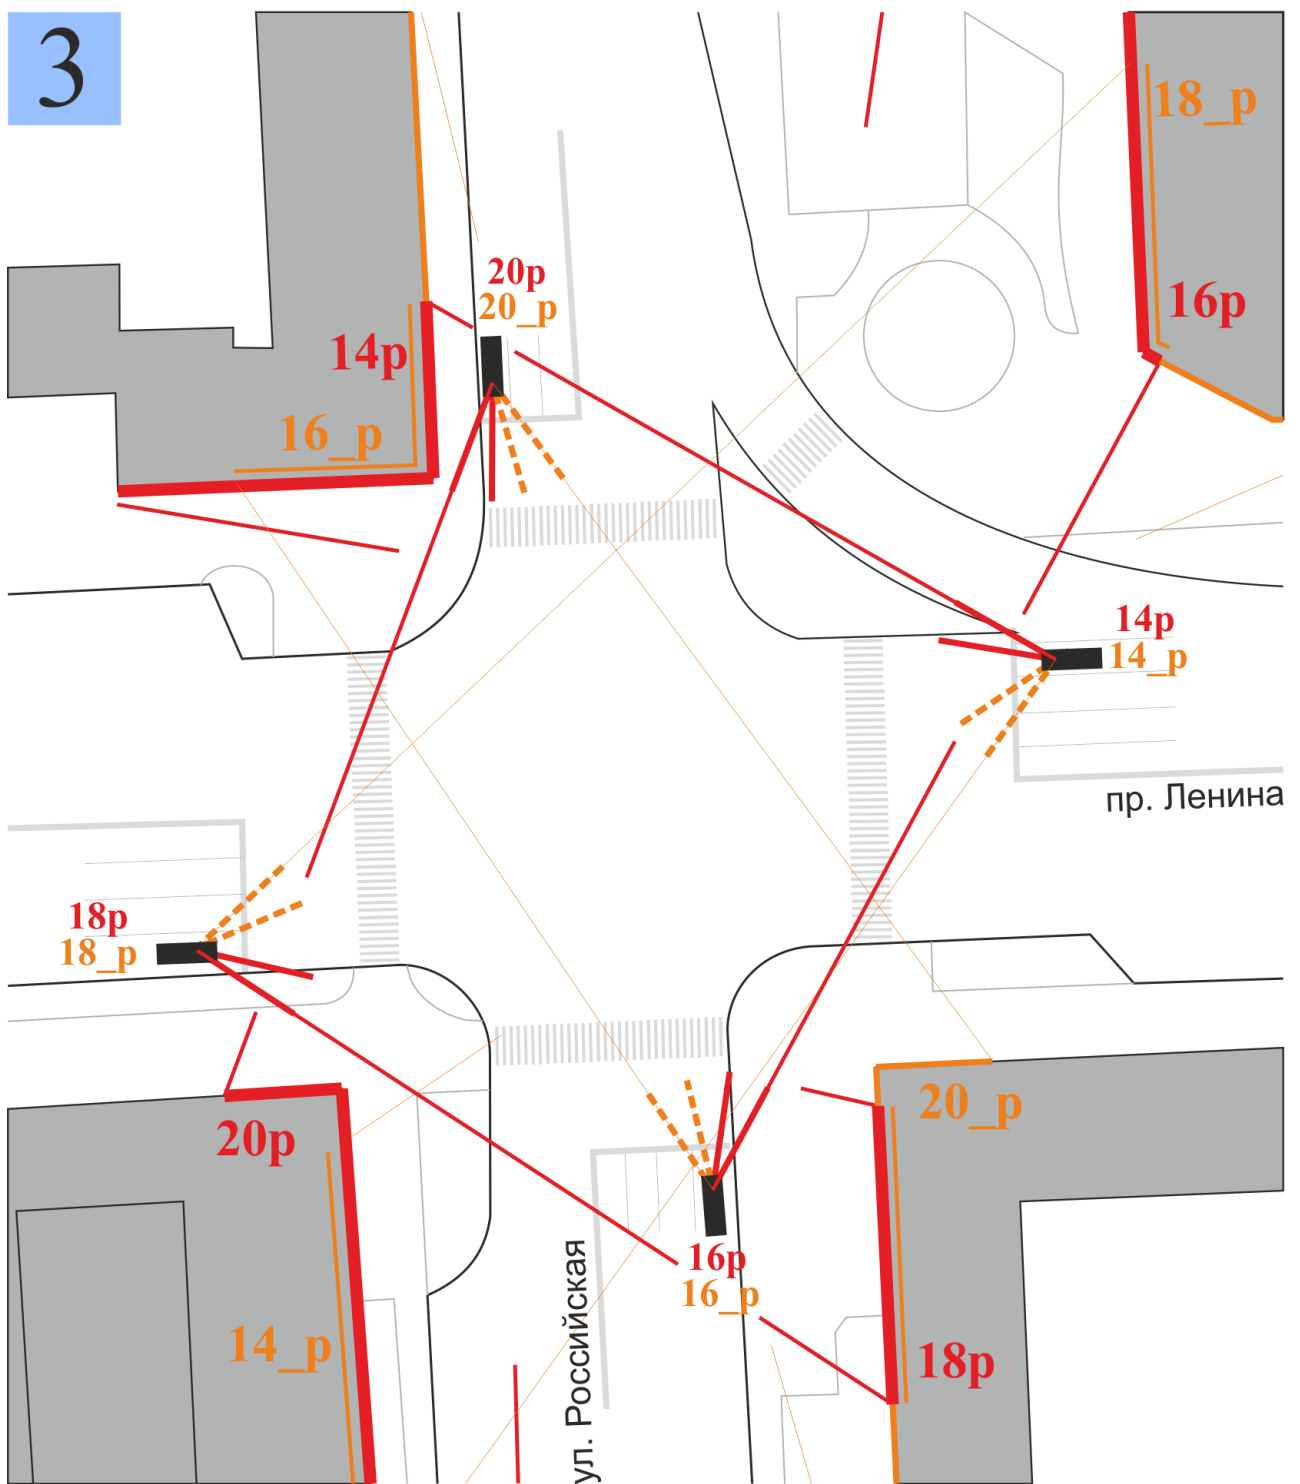 3
18_р
20р
20_р
16р
14р
16_р
14р
14_р
пр. Ленина
18р
18_р
20р
20_р
16р
16_р
14_р
18р
ул. Российская